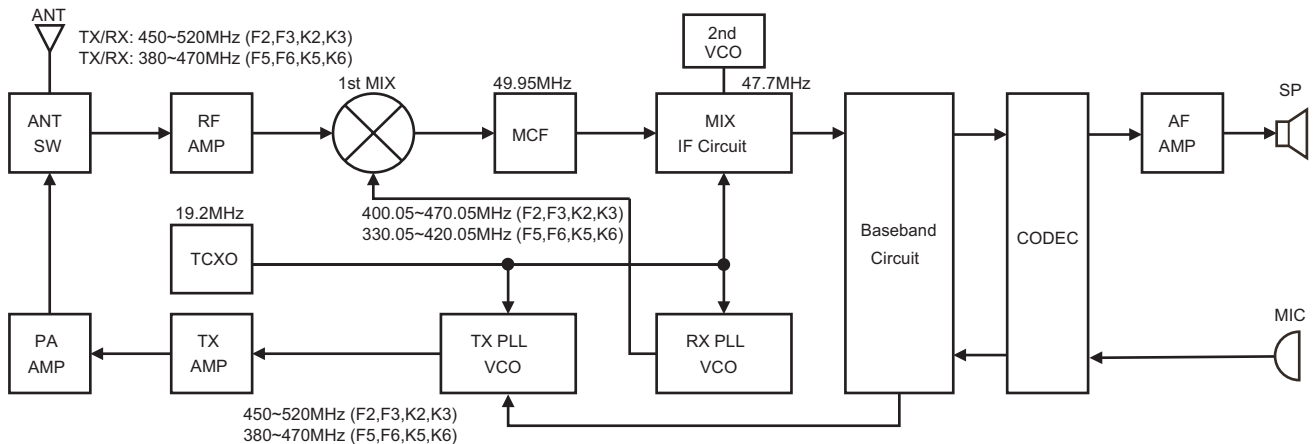 ANT
TX/RX: 450~520MHz (F2,F3,K2,K3)
TX/RX: 380~470MHz (F5,F6,K5,K6)
2nd
VCO
1st MIX
49.95MHz
47.7MHz
SP
ANT
SW
RF
AMP
MCF
MIX
IF Circuit
AF
AMP
400.05~470.05MHz (F2,F3,K2,K3)
330.05~420.05MHz (F5,F6,K5,K6)
19.2MHz
TCXO
Baseband
Circuit
CODEC
PA
AMP
TX
AMP
TX PLL
VCO
RX PLL
VCO
MIC
450~520MHz (F2,F3,K2,K3)
380~470MHz (F5,F6,K5,K6)